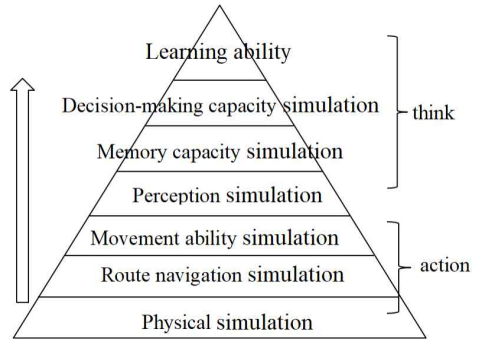 Learning ability
Decision-making capacity simulation
think
Memory capacity simulation
Perception simulation
Movement ability simulation
action
Route navigation simulation
Physical simulation